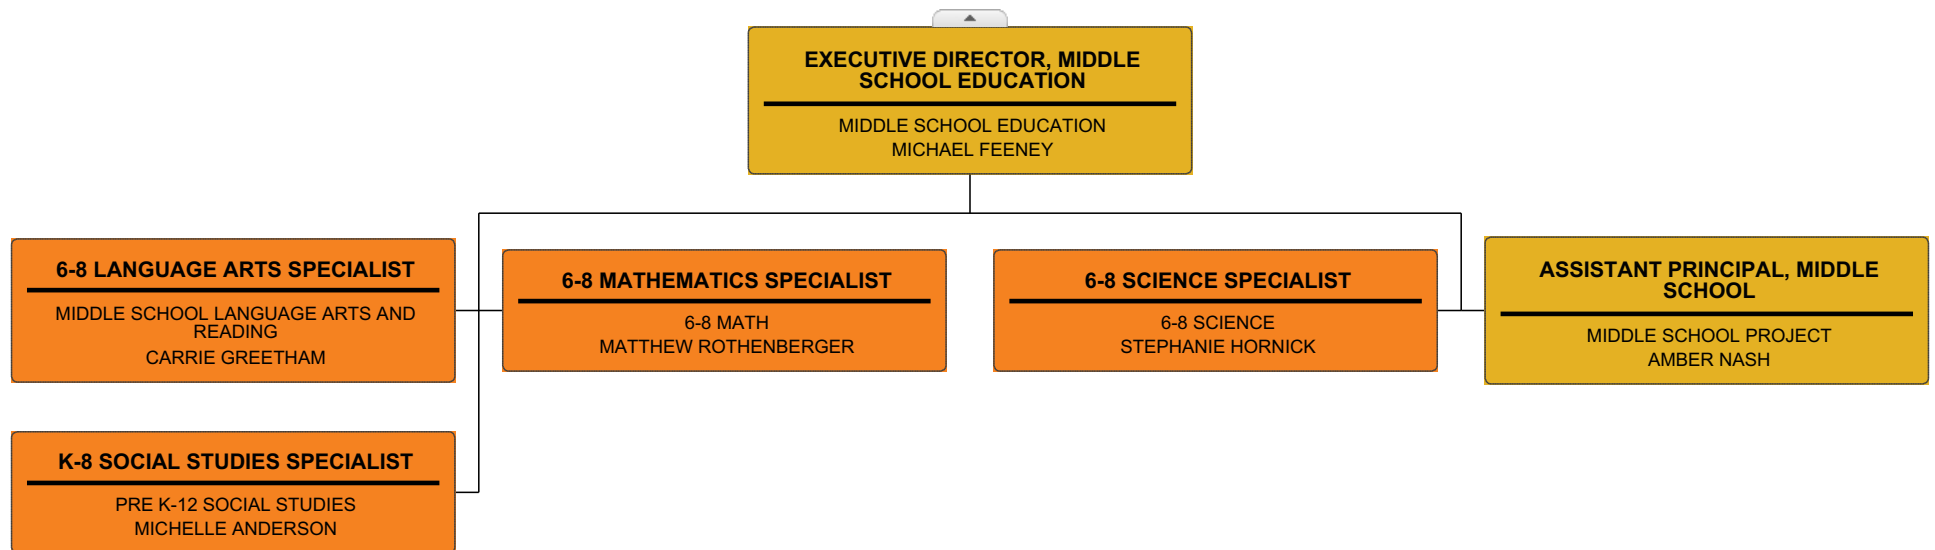 EXECUTIVE DIRECTOR, MIDDLE
SCHOOL EDUCATION
MIDDLE SCHOOL EDUCATION
MICHAEL FEENEY
6-8 LANGUAGE ARTS SPECIALIST
MIDDLE SCHOOL LANGUAGE ARTS AND
READING
CARRIE GREETHAM
6-8 MATHEMATICS SPECIALIST
6-8 MATH
MATTHEW ROTHENBERGER
6-8 SCIENCE SPECIALIST
6-8 SCIENCE
STEPHANIE HORNICK
ASSISTANT PRINCIPAL, MIDDLE
SCHOOL
MIDDLE SCHOOL PROJECT
AMBER NASH
K-8 SOCIAL STUDIES SPECIALIST
PRE K-12 SOCIAL STUDIES
MICHELLE ANDERSON